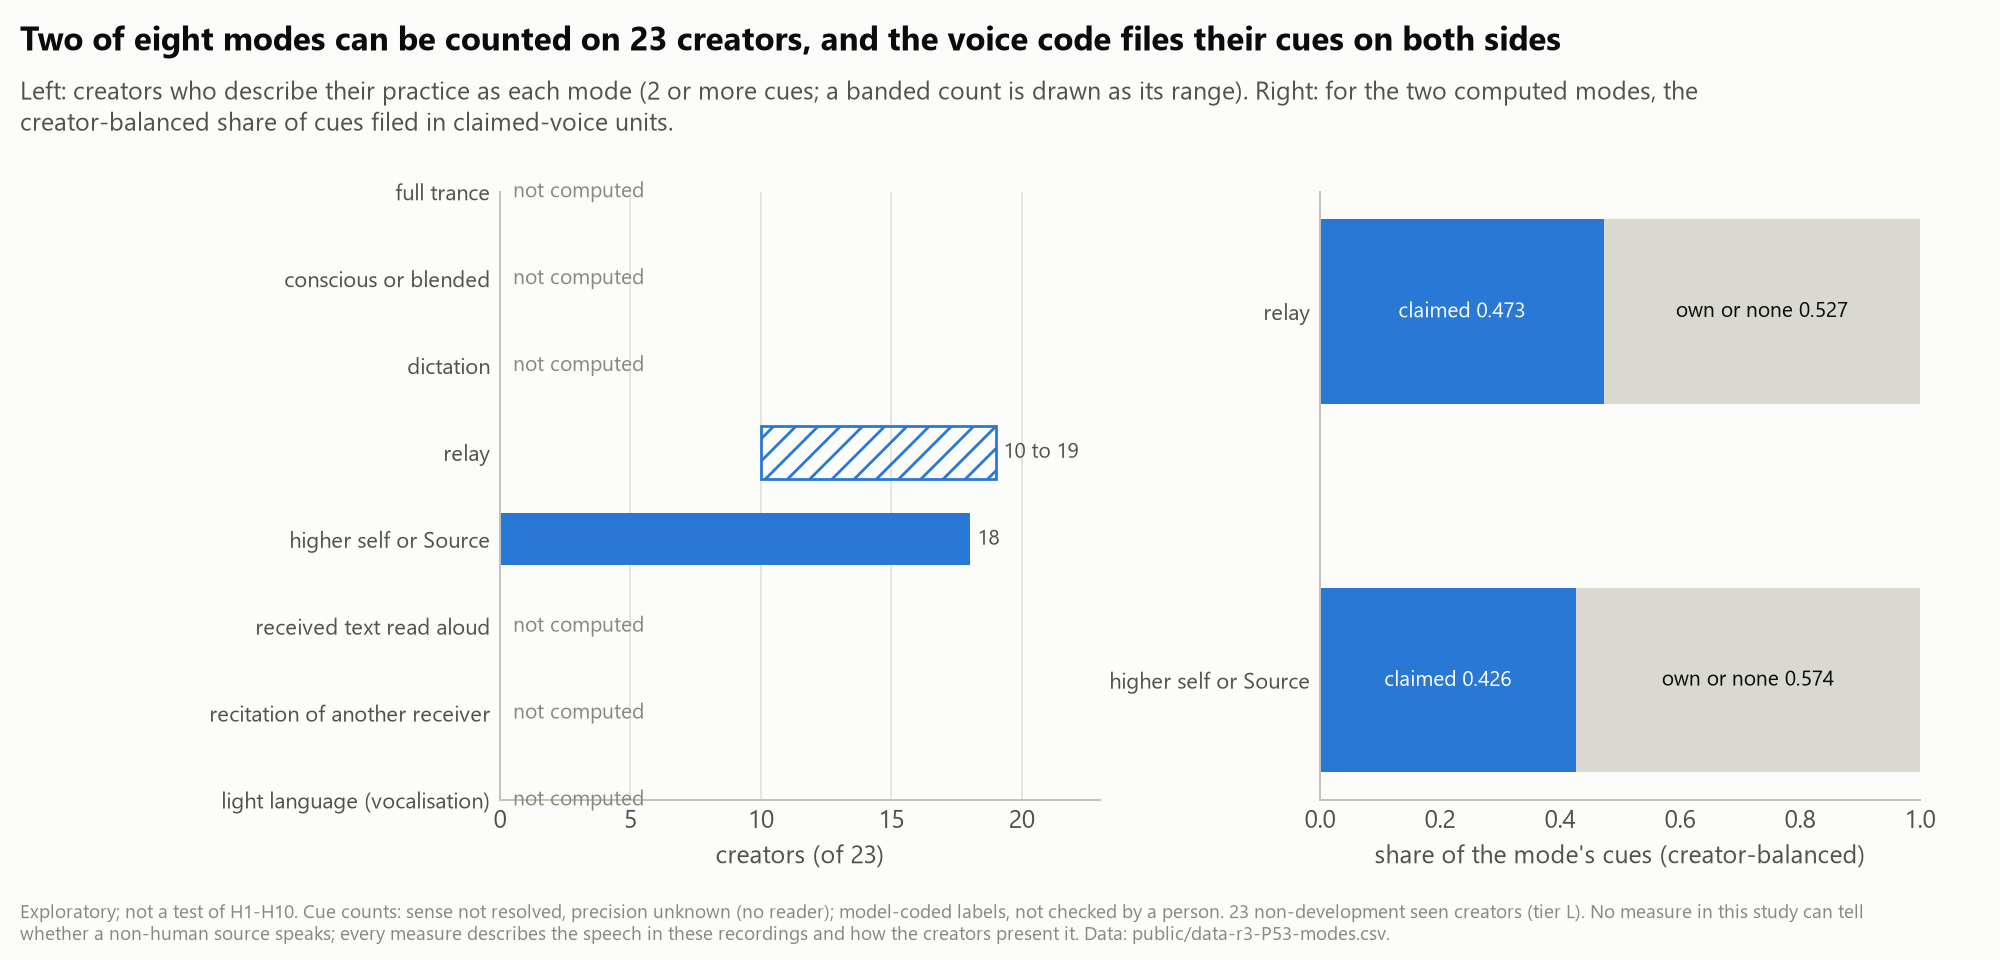 Two of eight modes can be counted on 23 creators, and the voice code files their cues on both sides
Left: creators who describe their practice as each mode (2 or more cues; a banded count is drawn as its range). Right: for the two computed modes, the
creator-balanced share of cues filed in claimed-voice units.
full trance not computed
conscious or blended not computed
dictation not computed
relay 10 to 19
higher self or Source 18
received text read aloud not computed
recitation of another receiver not computed
light language (vocalisation) not computed
0 5 10 15 20
creators (of 23)
relay claimed 0.473 own or none 0.527
higher self or Source claimed 0.426 own or none 0.574
0.0 0.2 0.4 0.6 0.8 1.0
share of the mode's cues (creator-balanced)
Exploratory; not a test of H1-H10. Cue counts: sense not resolved, precision unknown (no reader); model-coded labels, not checked by a person. 23 non-development seen creators (tier L). No measure in this study can tell
whether a non-human source speaks; every measure describes the speech in these recordings and how the creators present it. Data: public/data-r3-P53-modes.csv.